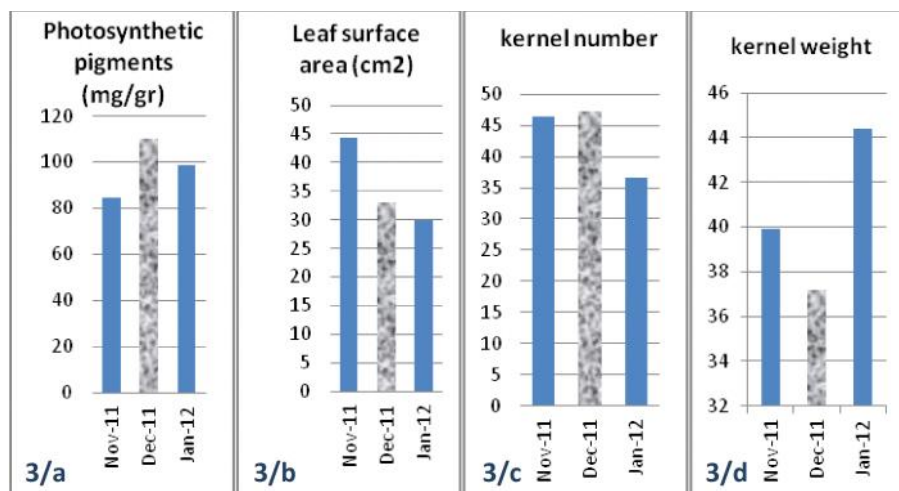 Photosynthetic
pigments
(mg/gr)
120
100
80
60
40
20
0
Nov-11
Dec-11
Jan-12
3/a
Leaf surface
area (cm2)
50
45
40
35
30
25
20
15
10
5
0
Nov-11
Dec-11
Jan-12
3/b
kernel number
50
45
40
35
30
25
20
15
10
5
0
Nov-11
Dec-11
Jan-12
3/c
kernel weight
46
44
42
40
38
36
34
32
Nov-11
Dec-11
Jan-12
3/d